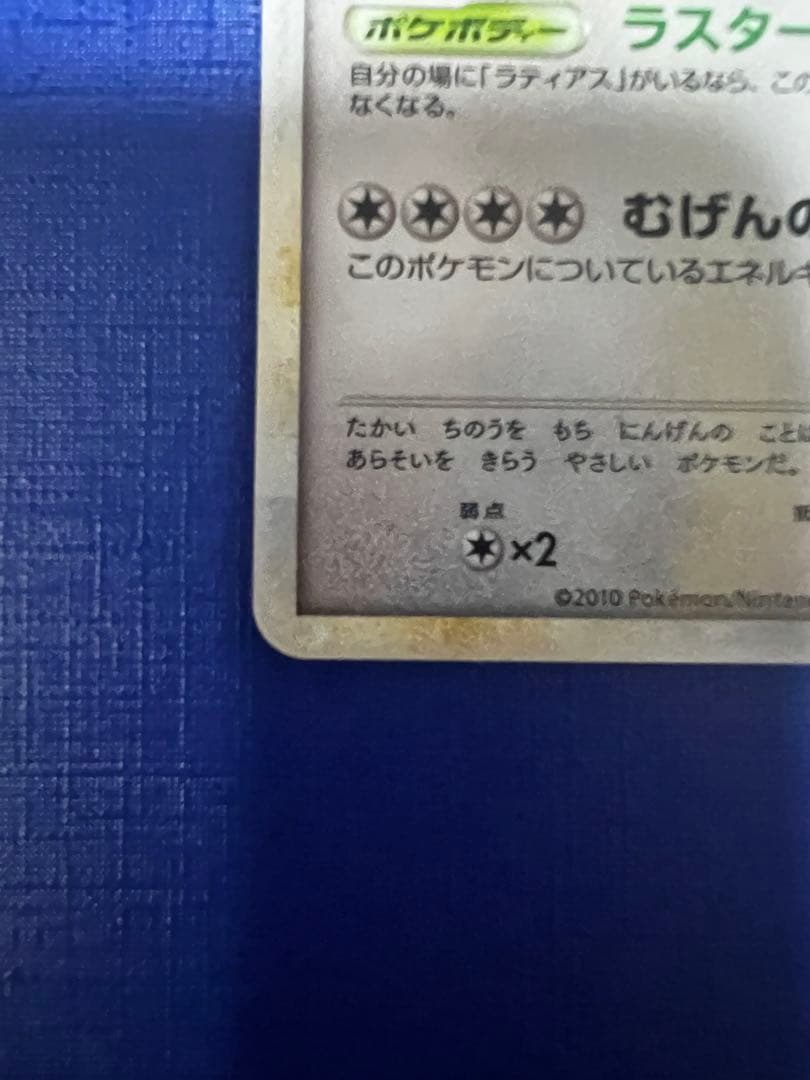 ポケボディー ラスター
自分の場に「ラティアス」がいるなら、この
なくなる。
むげんの
このポケモンについているエネルギ
たかい ちのうを もち にんげんの ことは
あらそいを きらう やさしい ポケモンだ。
弱点
×2
©2010 Pokémon/Nintend